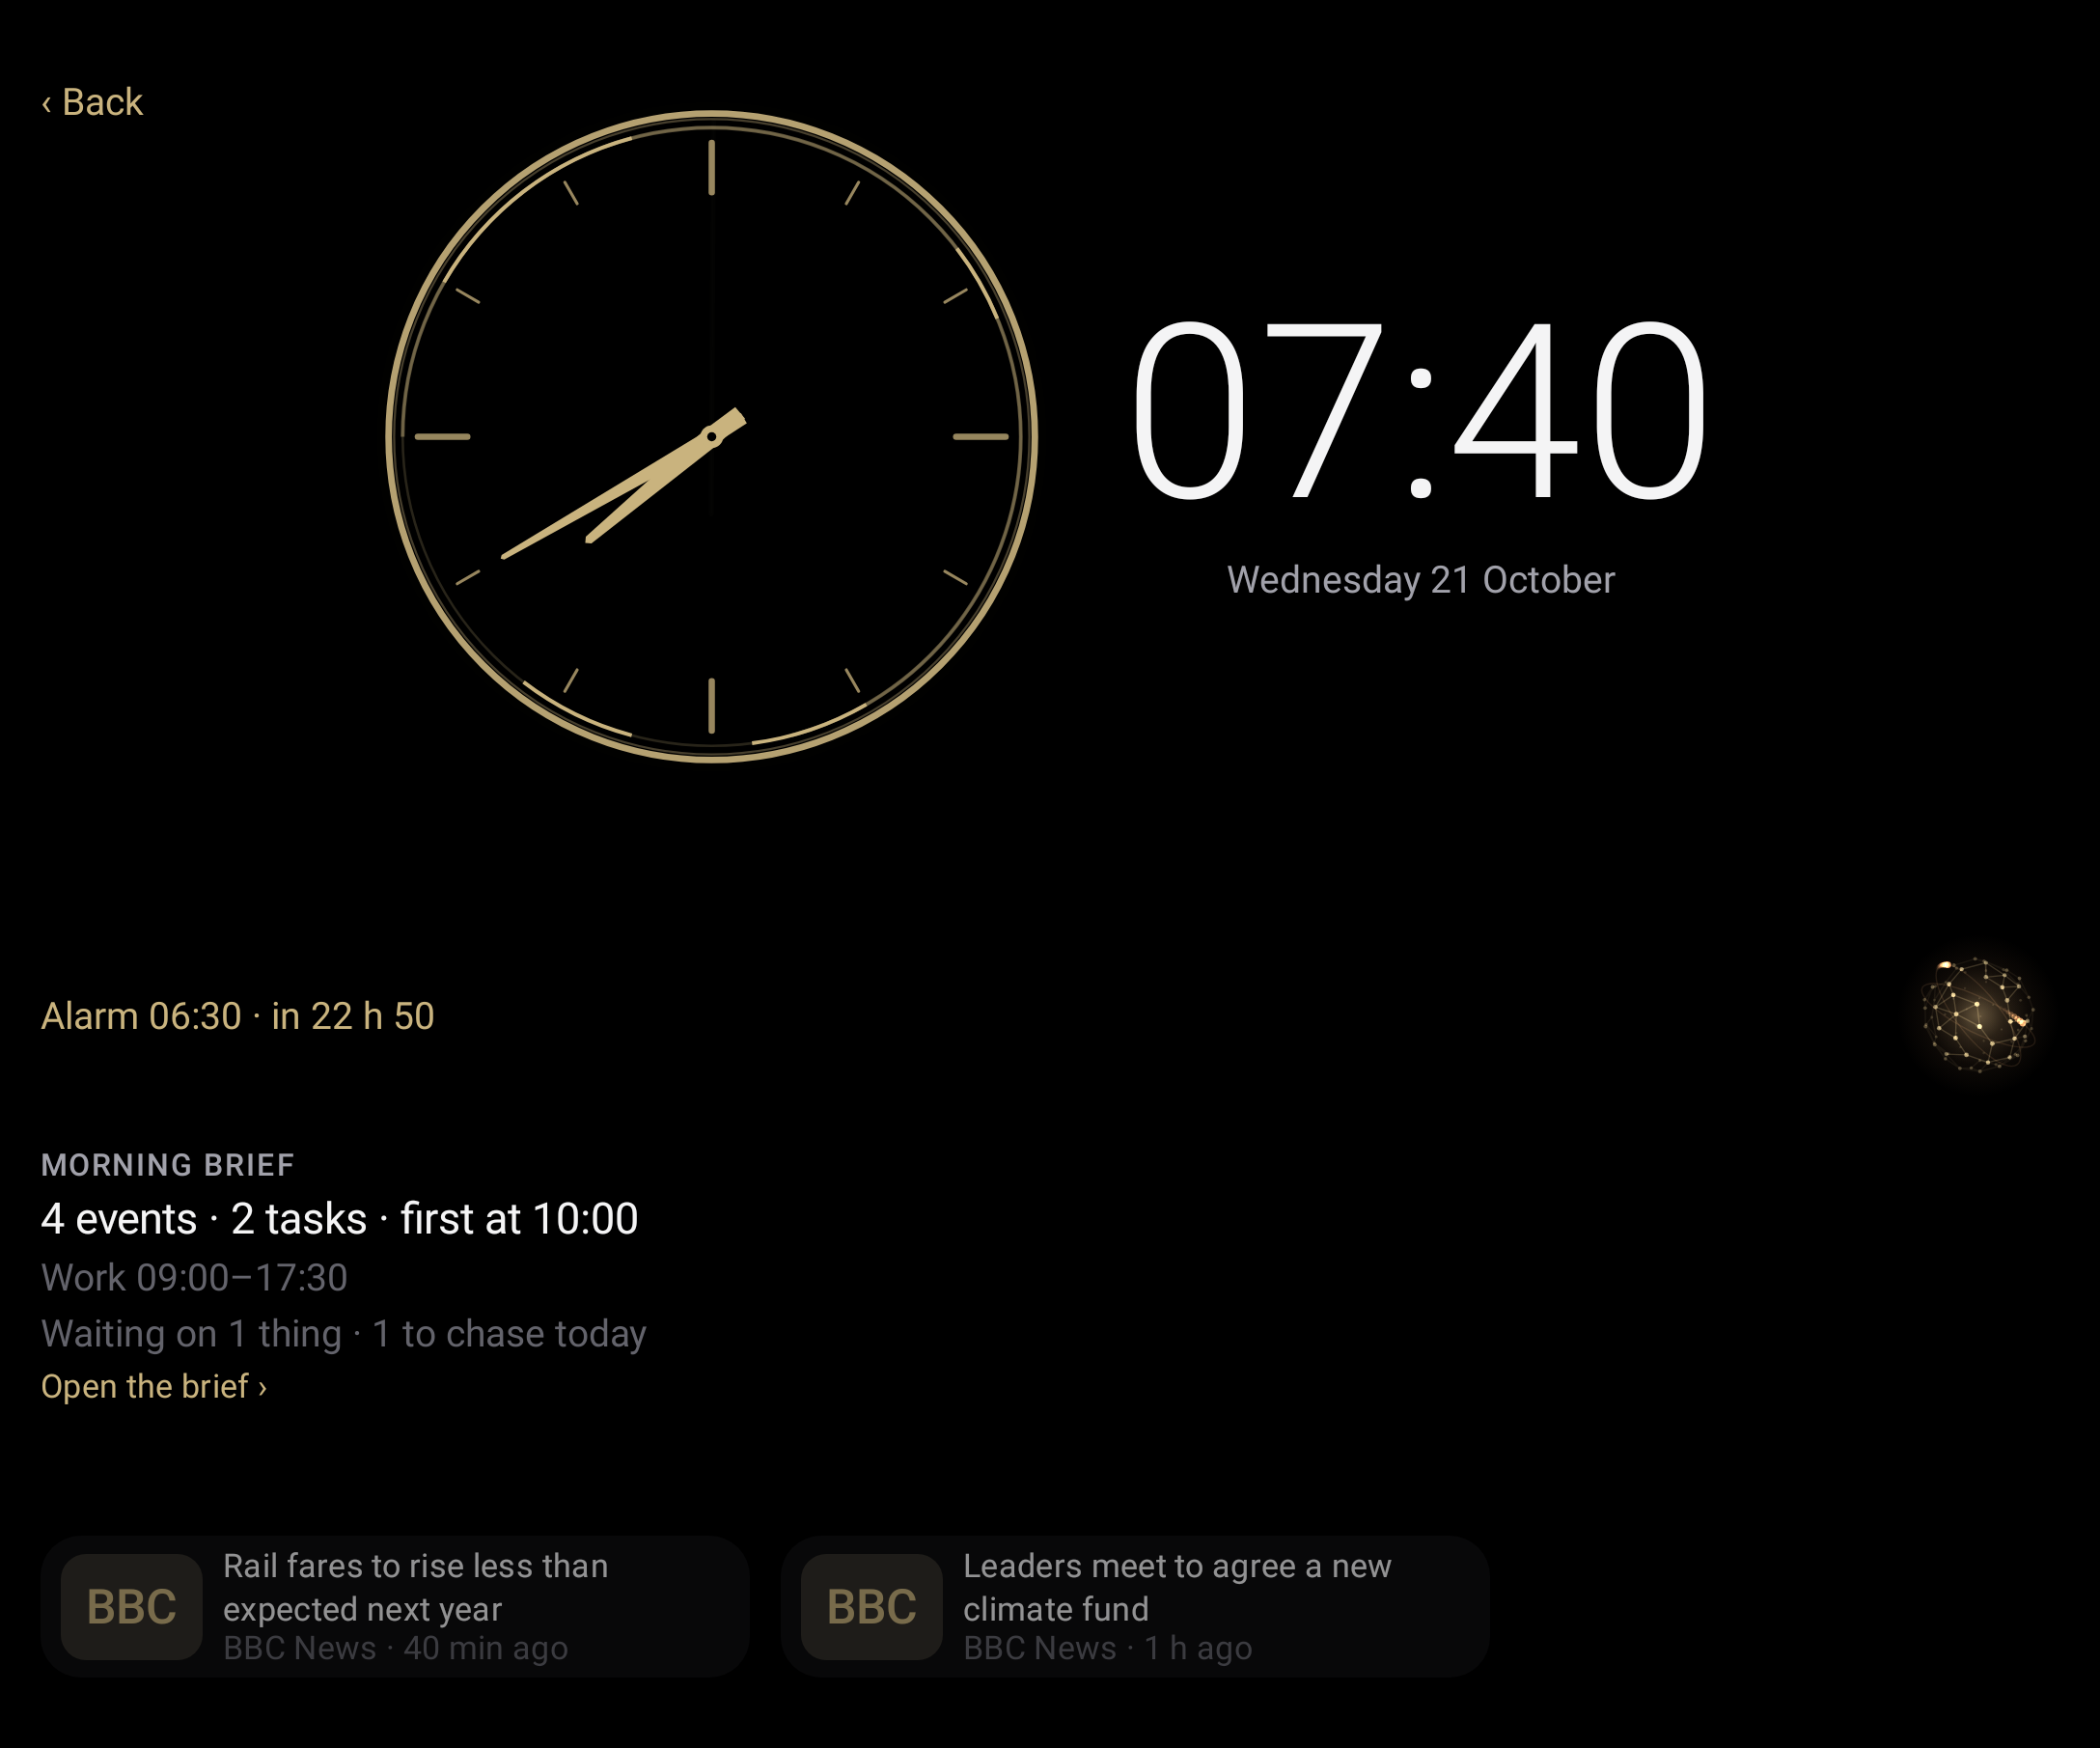 ‹ Back
07:40
Wednesday 21 October
Alarm 06:30 · in 22 h 50
MORNING BRIEF
4 events · 2 tasks · first at 10:00
Work 09:00–17:30
Waiting on 1 thing · 1 to chase today
Open the brief ›
BBC
Rail fares to rise less than
expected next year
BBC News · 40 min ago
BBC
Leaders meet to agree a new
climate fund
BBC News · 1 h ago